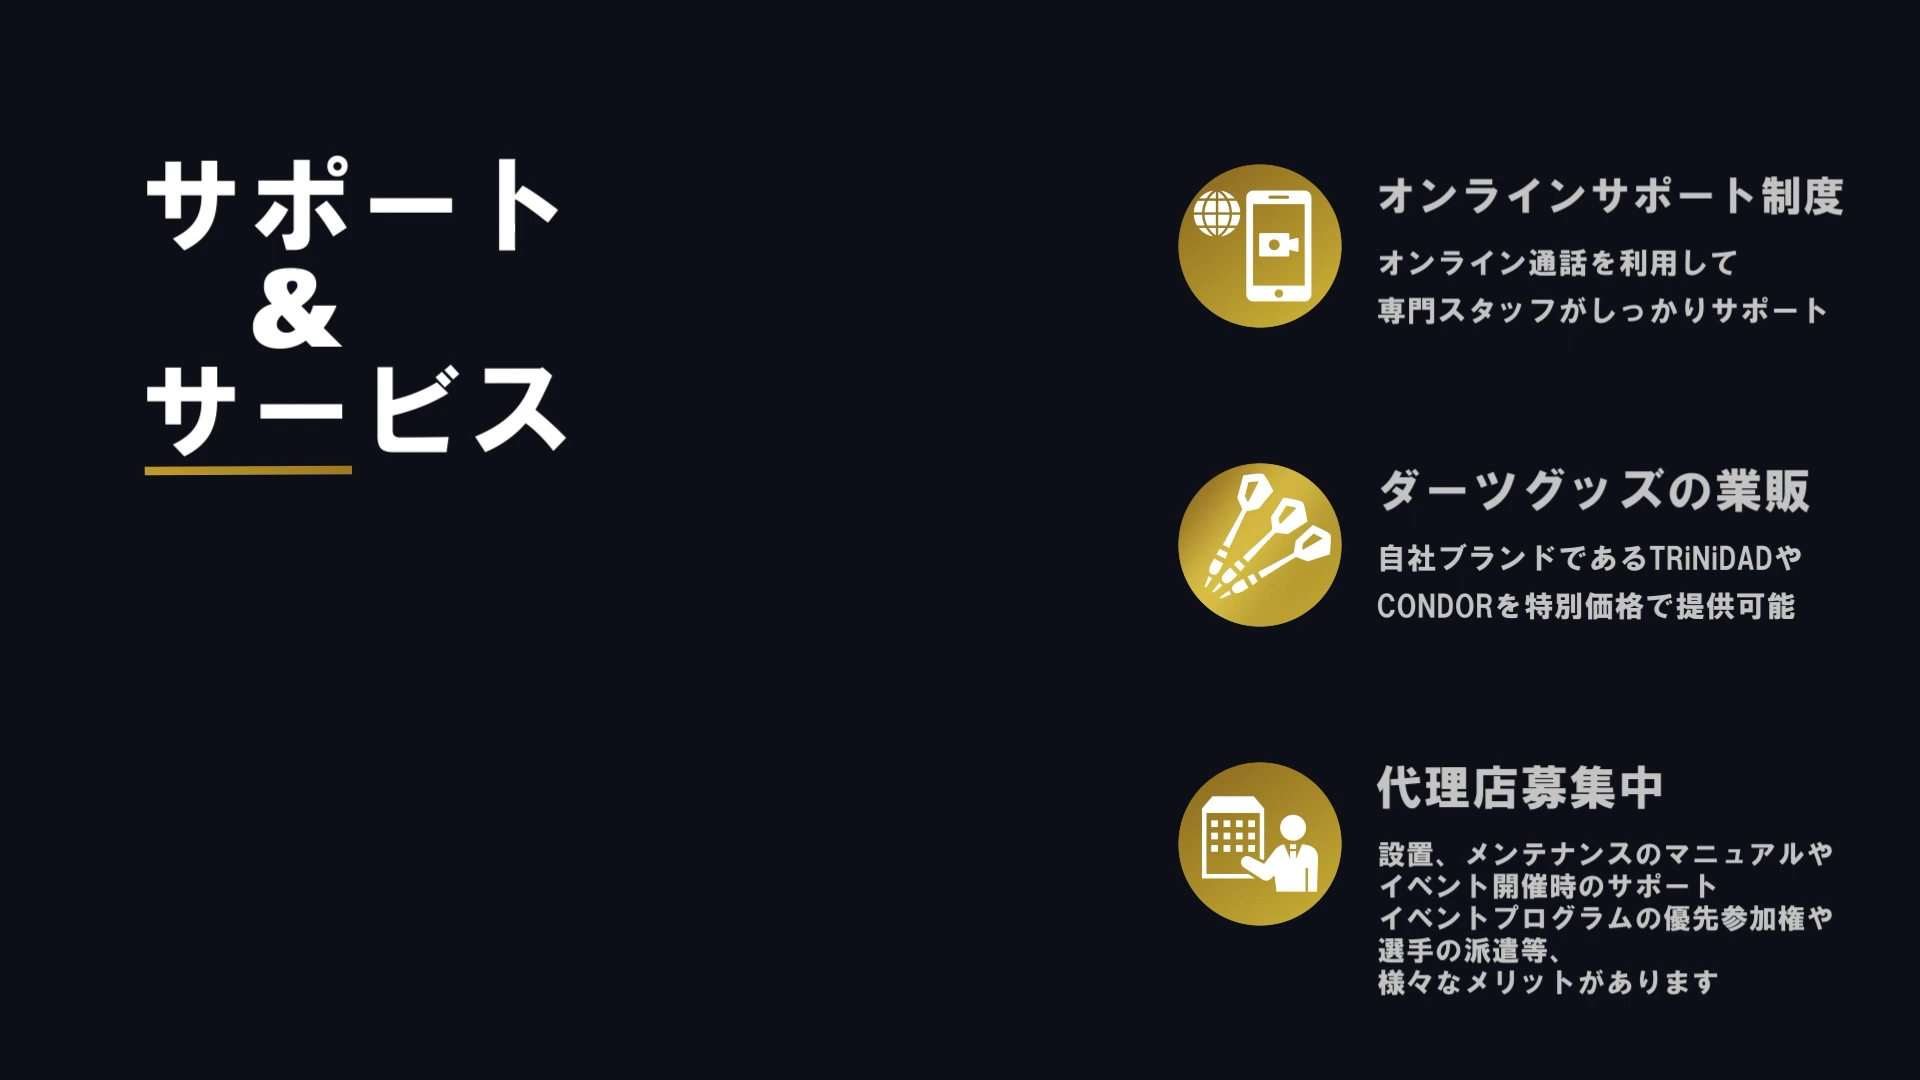 サポート
&
サービス
オンラインサポート制度
オンライン通話を利用して
専門スタッフがしっかりサポート
ダーツグッズの業販
自社ブランドであるTRiNiDADや
CONDORを特別価格で提供可能
代理店募集中
設置、メンテナンスのマニュアルや
イベント開催時のサポート
イベントプログラムの優先参加権や
選手の派遣等、
様々なメリットがあります